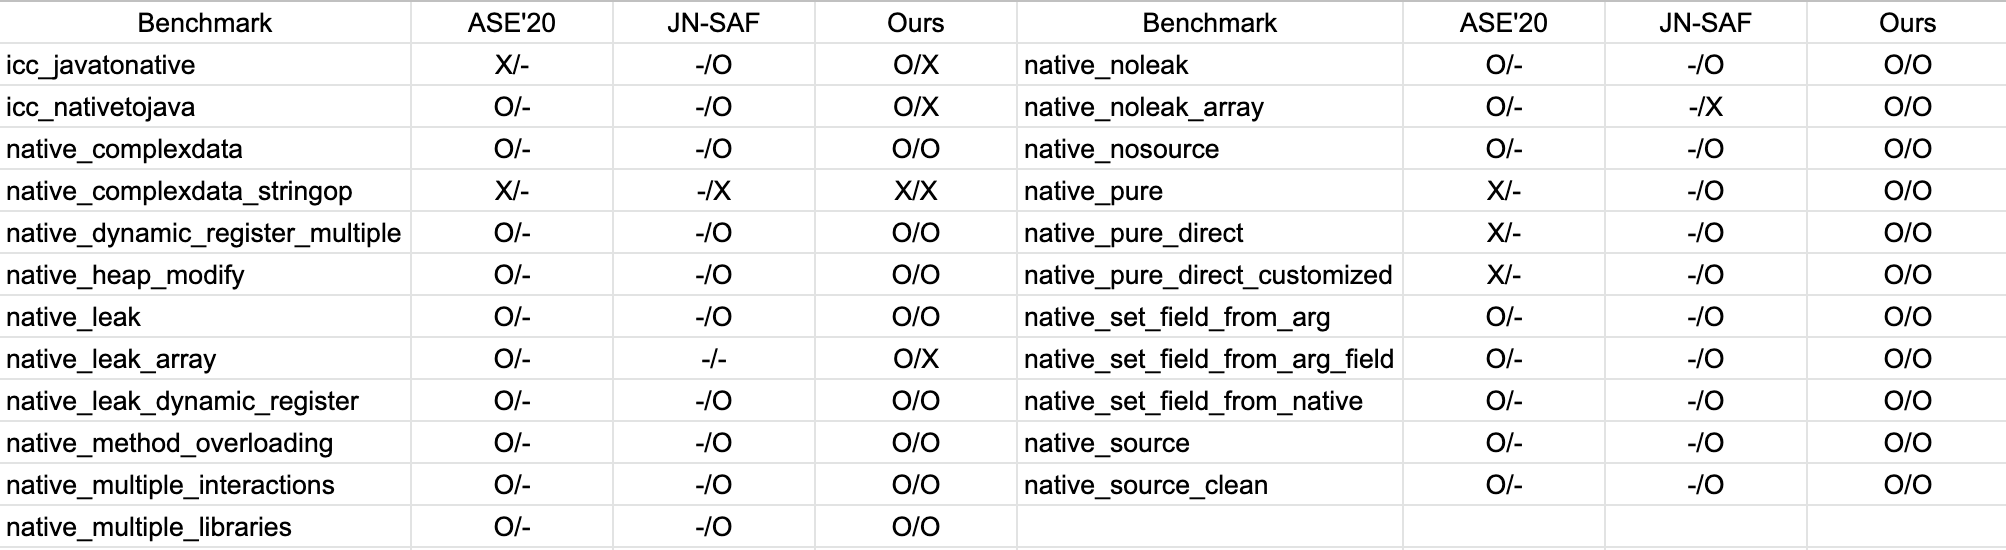 Benchmark ASE'20 JN-SAF Ours Benchmark ASE'20 JN-SAF Ours
icc_javatonative X/- -/O O/X native_noleak O/- -/O O/O
icc_nativetojava O/- -/O O/X native_noleak_array O/- -/X O/O
native_complexdata O/- -/O O/O native_nosource O/- -/O O/O
native_complexdata_stringop X/- -/X X/X native_pure X/- -/O O/O
native_dynamic_register_multiple O/- -/O O/O native_pure_direct X/- -/O O/O
native_heap_modify O/- -/O O/O native_pure_direct_customized X/- -/O O/O
native_leak O/- -/O O/O native_set_field_from_arg O/- -/O O/O
native_leak_array O/- -/- O/X native_set_field_from_arg_field O/- -/O O/O
native_leak_dynamic_register O/- -/O O/O native_set_field_from_native O/- -/O O/O
native_method_overloading O/- -/O O/O native_source O/- -/O O/O
native_multiple_interactions O/- -/O O/O native_source_clean O/- -/O O/O
native_multiple_libraries O/- -/O O/O